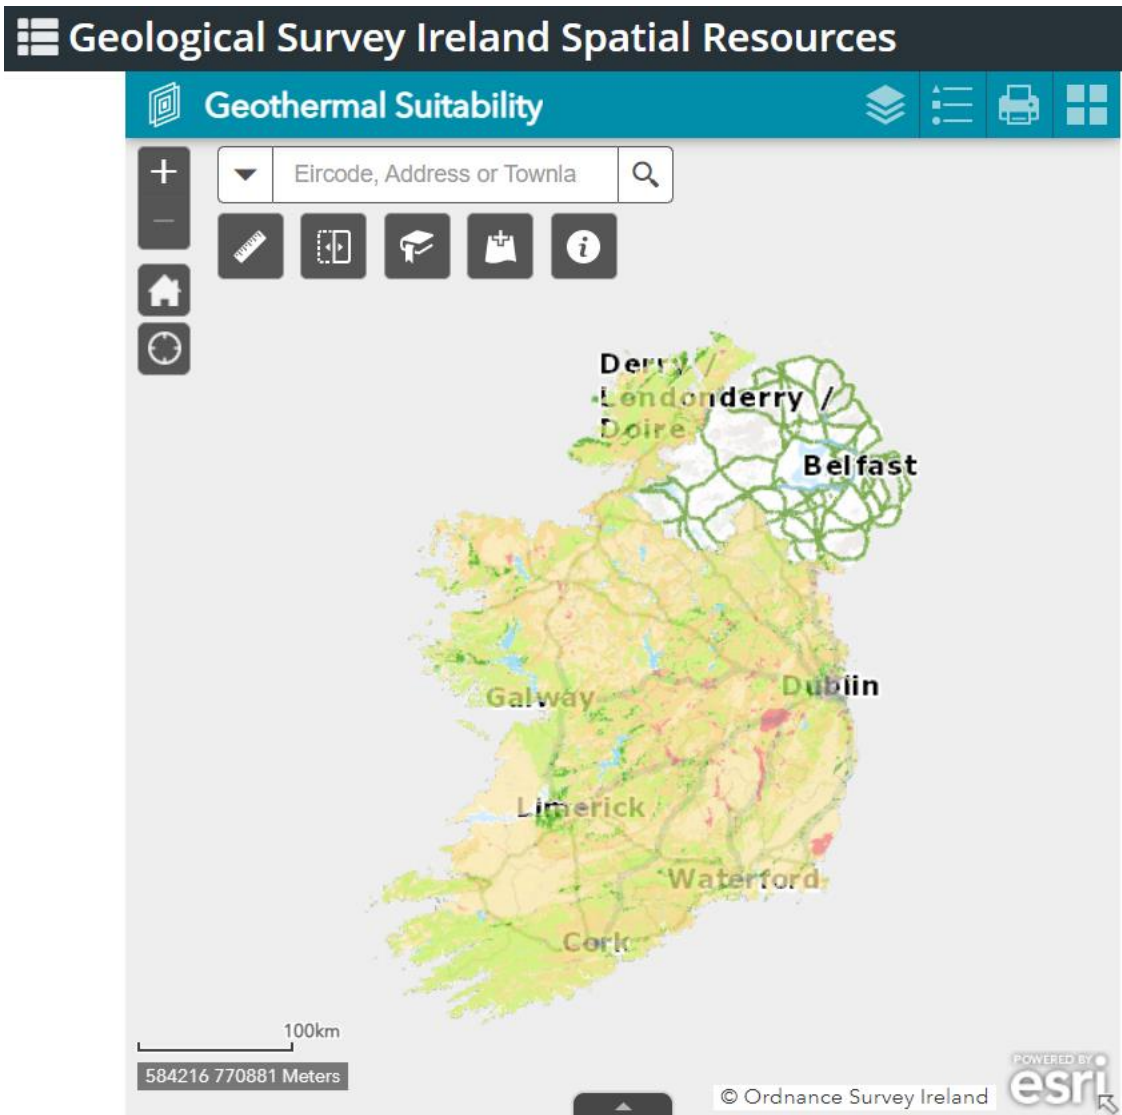 Geological Survey Ireland Spatial Resources
Geothermal Suitability
Eircode, Address or Townla
Derry /
Londonderry /
Doire
Belfast
Dublin
Galway
Limerick
Waterford
Cork
100km
584216 770881 Meters
POWERED BY
esri
© Ordnance Survey Ireland